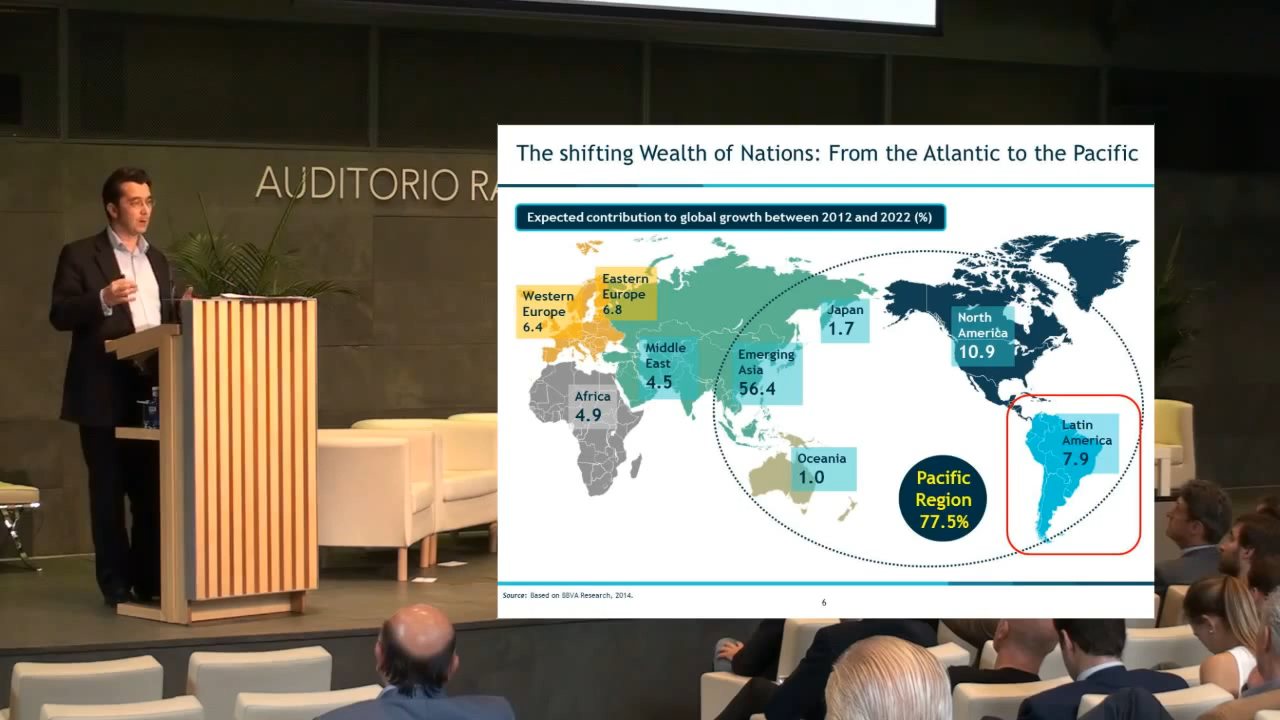 AUDITORIO
The shifting Wealth of Nations: From the Atlantic to the Pacific
Expected contribution to global growth between 2012 and 2022 (%)
Western
Europe
6.4
Eastern
Europe
6.8
Middle
East
4.5
Africa
4.9
Emerging
Asia
56.4
Japan
1.7
Oceania
1.0
North
America
10.9
Latin
America
7.9
Pacific
Region
77.5%
Source: Based on BBVA Research, 2014.
6